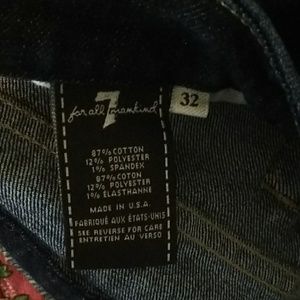 7
for all mankind
32
87% COTTON
12% POLYESTER
1% SPANDEX
87% COTON
12% POLYESTER
1% ELASTHANNE
MADE IN U.S.A.
FABRIQUÉ AUX ÉTATS-UNIS
SEE REVERSE FOR CARE
ENTRETIEN AU VERSO